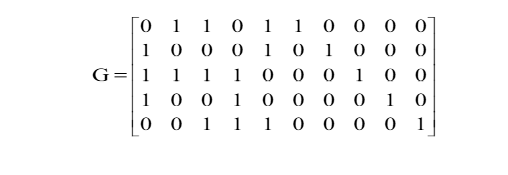 0 1 1 0 1 1 0 0 0 0
1 0 0 0 1 0 1 0 0 0
G = 1 1 1 1 0 0 0 1 0 0
1 0 0 1 0 0 0 0 1 0
0 0 1 1 1 0 0 0 0 1